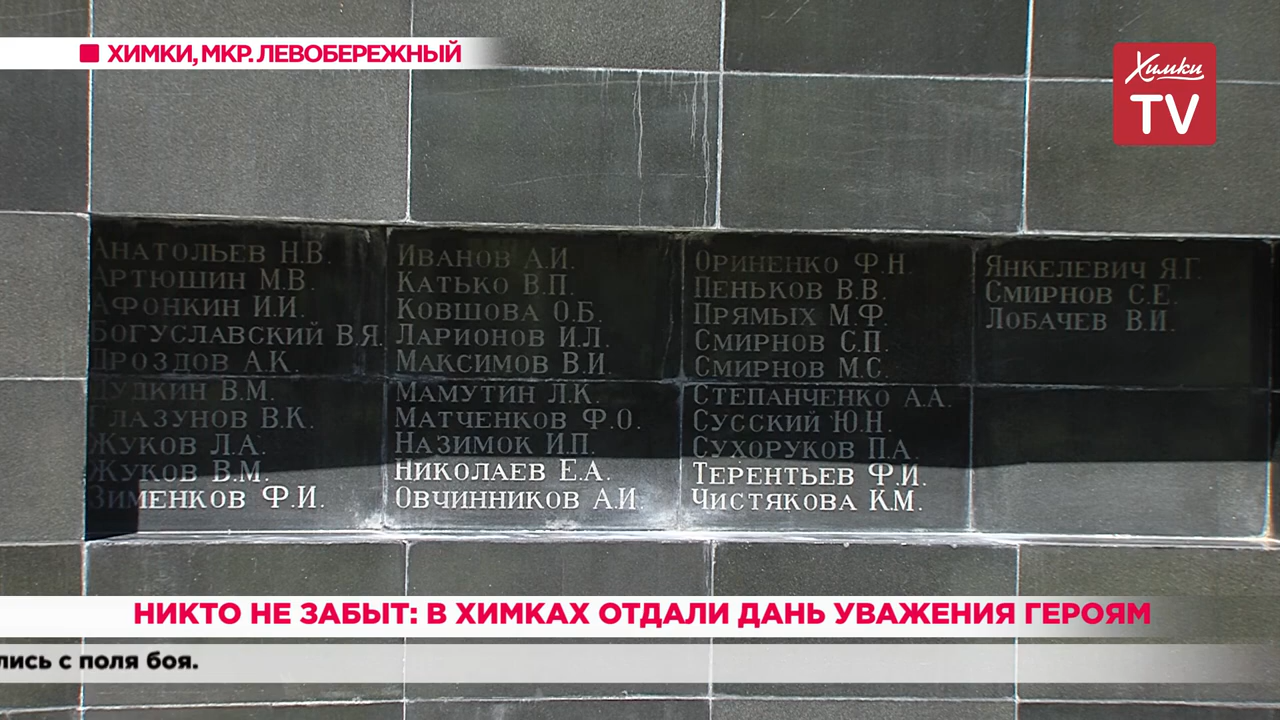 ХИМКИ, МКР. ЛЕВОБЕРЕЖНЫЙ
Химки
TV
АНАТОЛЬЕВ Н.В.
АРТЮШИН М.В.
АФОНКИН И.И.
БОГУСЛАВСКИЙ В.Я.
ДРОЗДОВ А.К.
ДУДКИН В.М.
ГЛАЗУНОВ В.К.
ЖУКОВ Л.А.
ЖУКОВ В.М.
ЗИМЕНКОВ Ф.И.
ИВАНОВ А.И.
КАТЬКО В.П.
КОВШОВА О.Б.
ЛАРИОНОВ И.Л.
МАКСИМОВ В.И.
МАМУТИН Л.К.
МАТЧЕНКОВ Ф.О.
НАЗИМОК И.П.
НИКОЛАЕВ Е.А.
ОВЧИННИКОВ А.И.
ОРИНЕНКО Ф.Н.
ПЕНЬКОВ В.В.
ПРЯМЫХ М.Ф.
СМИРНОВ С.П.
СМИРНОВ М.С.
СТЕПАНЧЕНКО А.А.
СУССКИЙ Ю.Н.
СУХОРУКОВ П.А.
ТЕРЕНТЬЕВ Ф.И.
ЧИСТЯКОВА К.М.
ЯНКЕЛЕВИЧ Я.Г.
СМИРНОВ С.Е.
ЛОБАЧЕВ В.И.
НИКТО НЕ ЗАБЫТ: В ХИМКАХ ОТДАЛИ ДАНЬ УВАЖЕНИЯ ГЕРОЯМ
лись с поля боя.